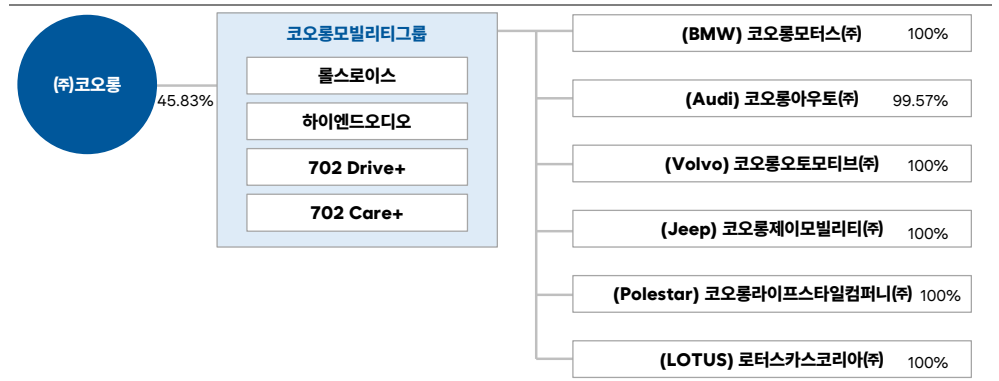 (주)코오롱
45.83%
코오롱모빌리티그룹
롤스로이스
하이엔드오디오
702 Drive+
702 Care+
(BMW) 코오롱모터스(주) 100%
(Audi) 코오롱아우토(주) 99.57%
(Volvo) 코오롱오토모티브(주) 100%
(Jeep) 코오롱제이모빌리티(주) 100%
(Polestar) 코오롱라이프스타일컴퍼니(주) 100%
(LOTUS) 로터스카스코리아(주) 100%